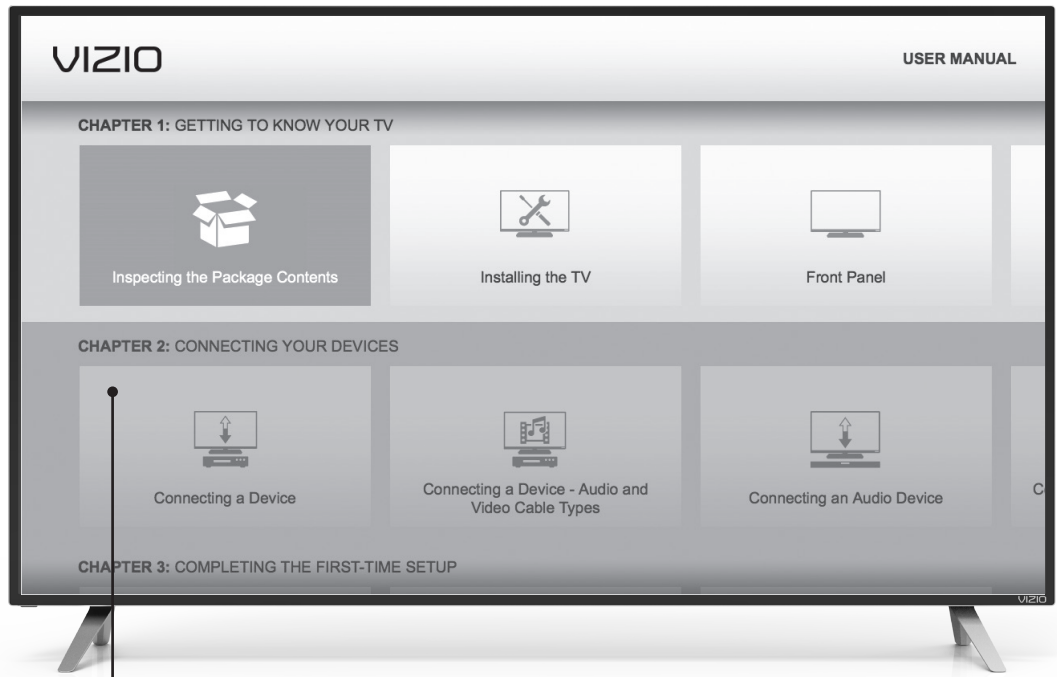 VIZIO
USER MANUAL
CHAPTER 1: GETTING TO KNOW YOUR TV
Inspecting the Package Contents
Installing the TV
Front Panel
CHAPTER 2: CONNECTING YOUR DEVICES
Connecting a Device
Connecting a Device - Audio and
Video Cable Types
Connecting an Audio Device
CHAPTER 3: COMPLETING THE FIRST-TIME SETUP
VIZIO